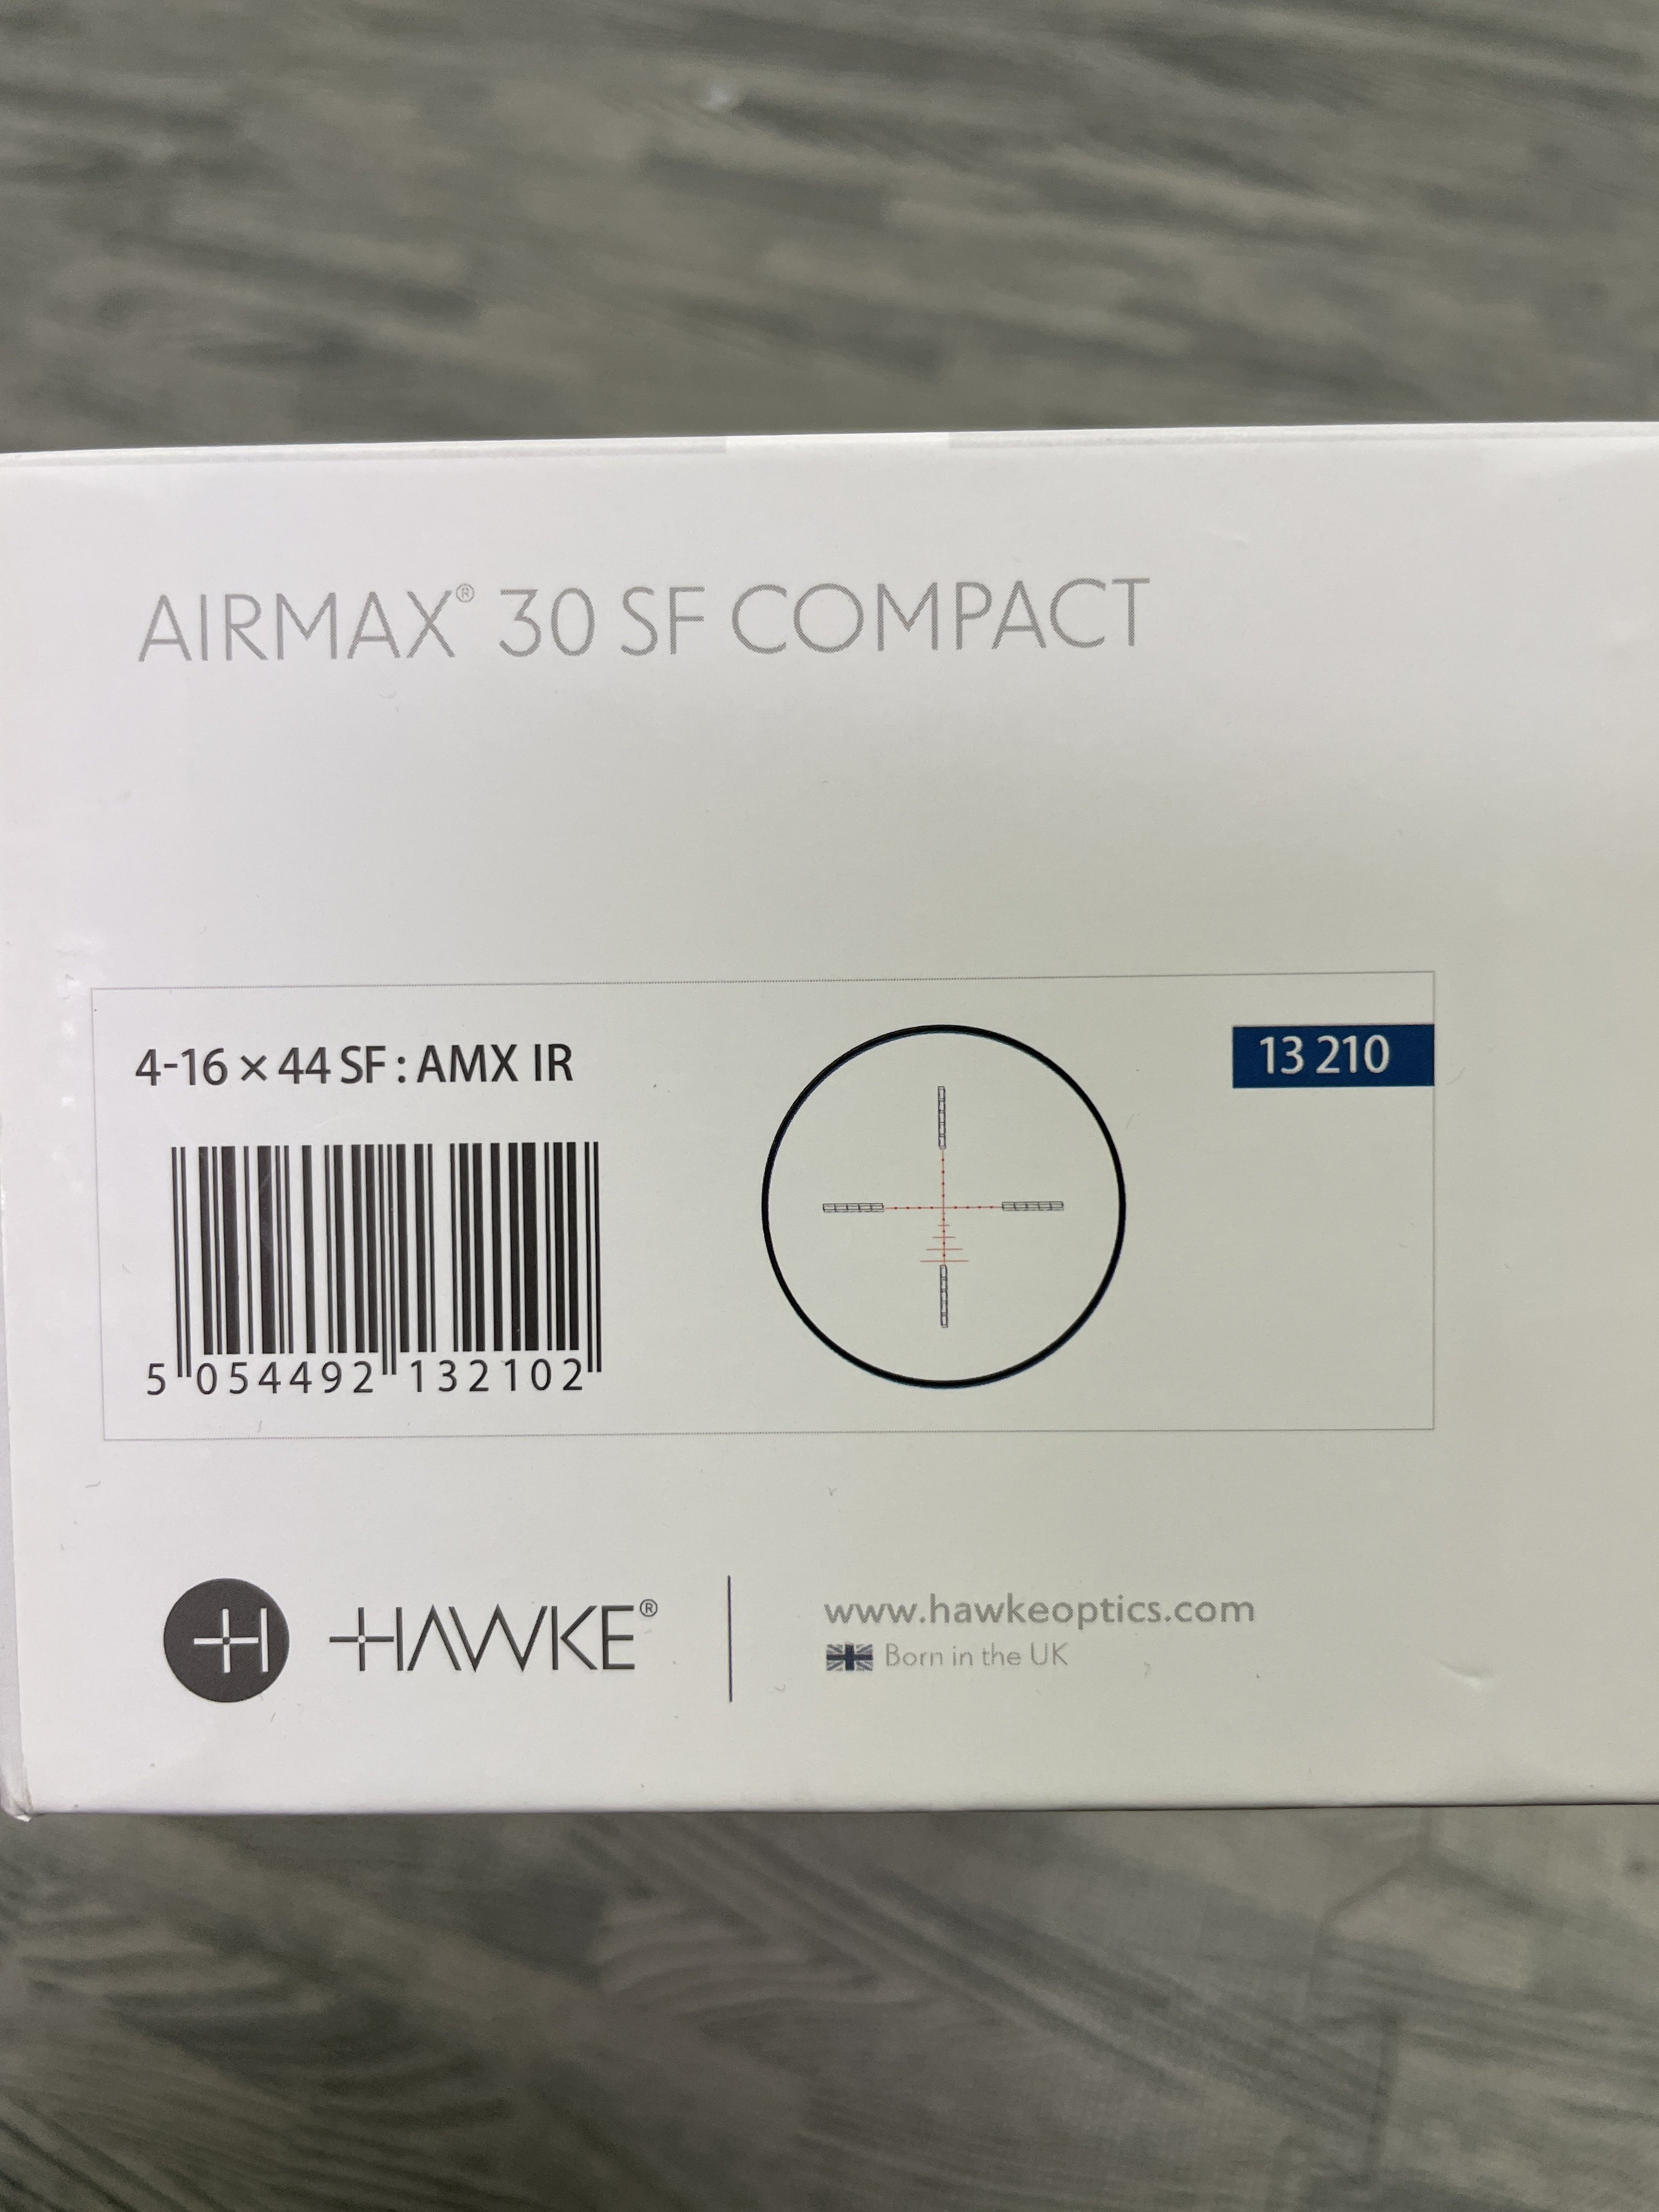 AIRMAX® 30 SF COMPACT
4-16 × 44 SF : AMX IR
13 210
5 054492 132102
HAWKE®
www.hawkeoptics.com
Born in the UK